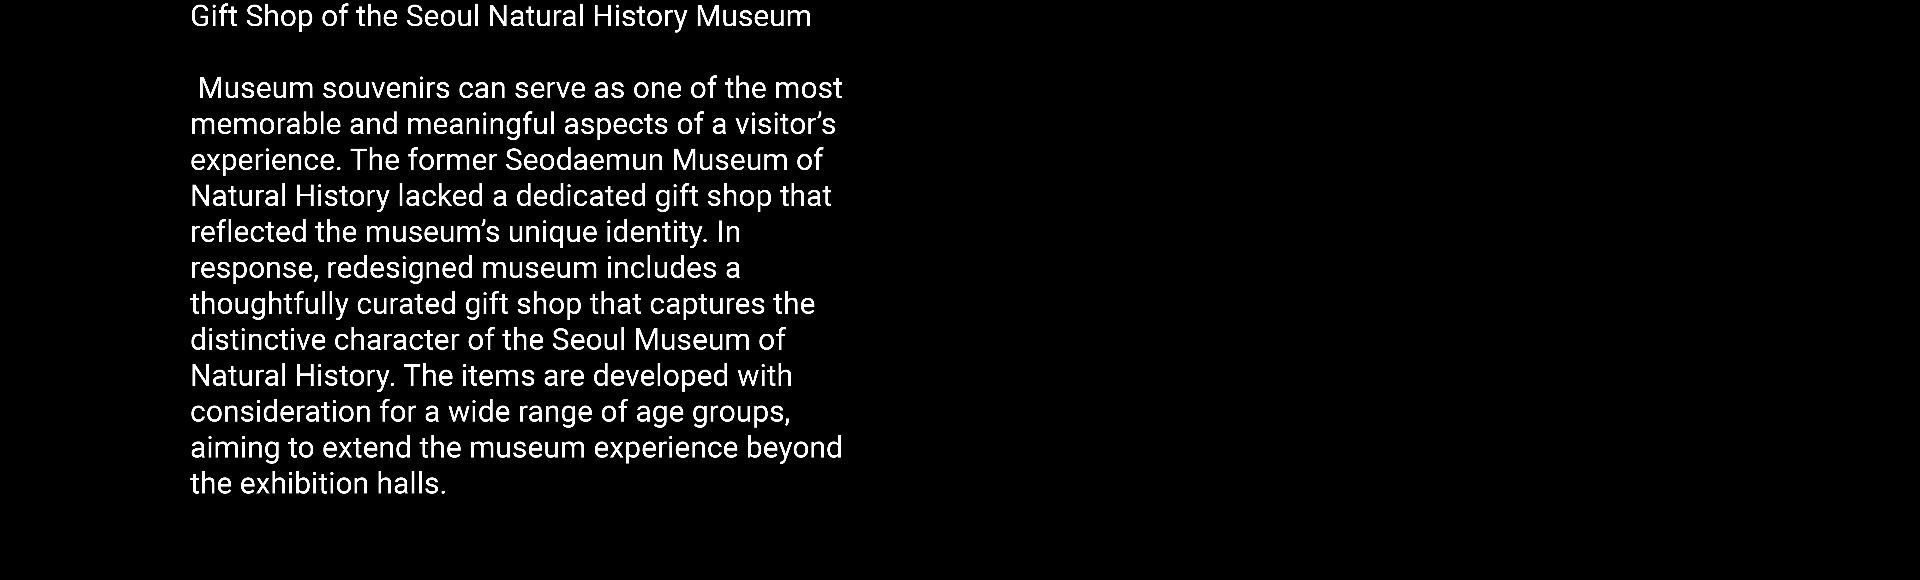 Gift Shop of the Seoul Natural History Museum
Museum souvenirs can serve as one of the most
memorable and meaningful aspects of a visitor’s
experience. The former Seodaemun Museum of
Natural History lacked a dedicated gift shop that
reflected the museum’s unique identity. In
response, redesigned museum includes a
thoughtfully curated gift shop that captures the
distinctive character of the Seoul Museum of
Natural History. The items are developed with
consideration for a wide range of age groups,
aiming to extend the museum experience beyond
the exhibition halls.